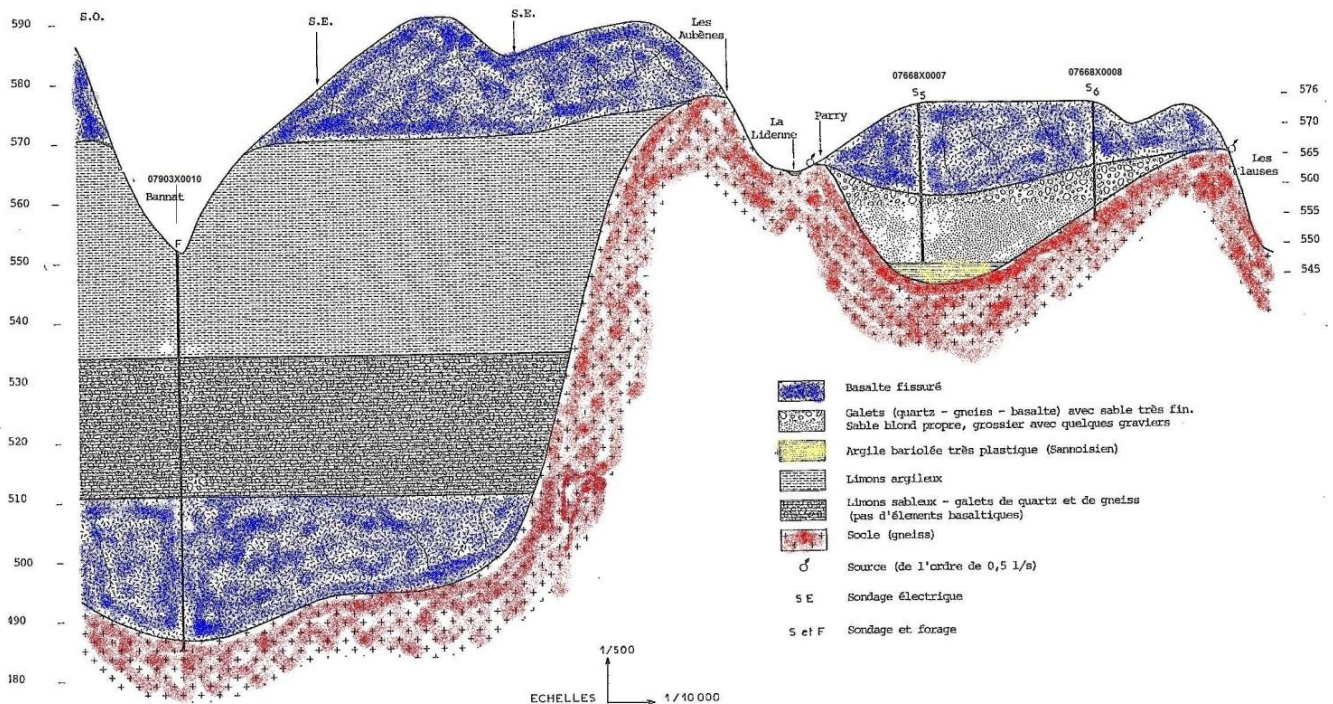 590
580
570
560
550
540
530
520
510
500
490
180
S.O.
S.E.
S.E.
Les
Aubènes
07903X0010
Bannat
F
La
Lidenne
Parry
07668X0007
S5
07668X0008
S6
Les
Clauses
576
570
565
560
555
550
545
Basalte fissuré
Galets (quartz - gneiss - basalte) avec sable très fin.
Sable blond propre, grossier avec quelques graviers
Argile bariolée très plastique (Sannoisien)
Limons argileux
Limons sableux - galets de quartz et de gneiss
(pas d'élements basaltiques)
Socle (gneiss)
Source (de l'ordre de 0,5 l/s)
S E Sondage électrique
S et F Sondage et forage
1/500
ECHELLES 1/10 000